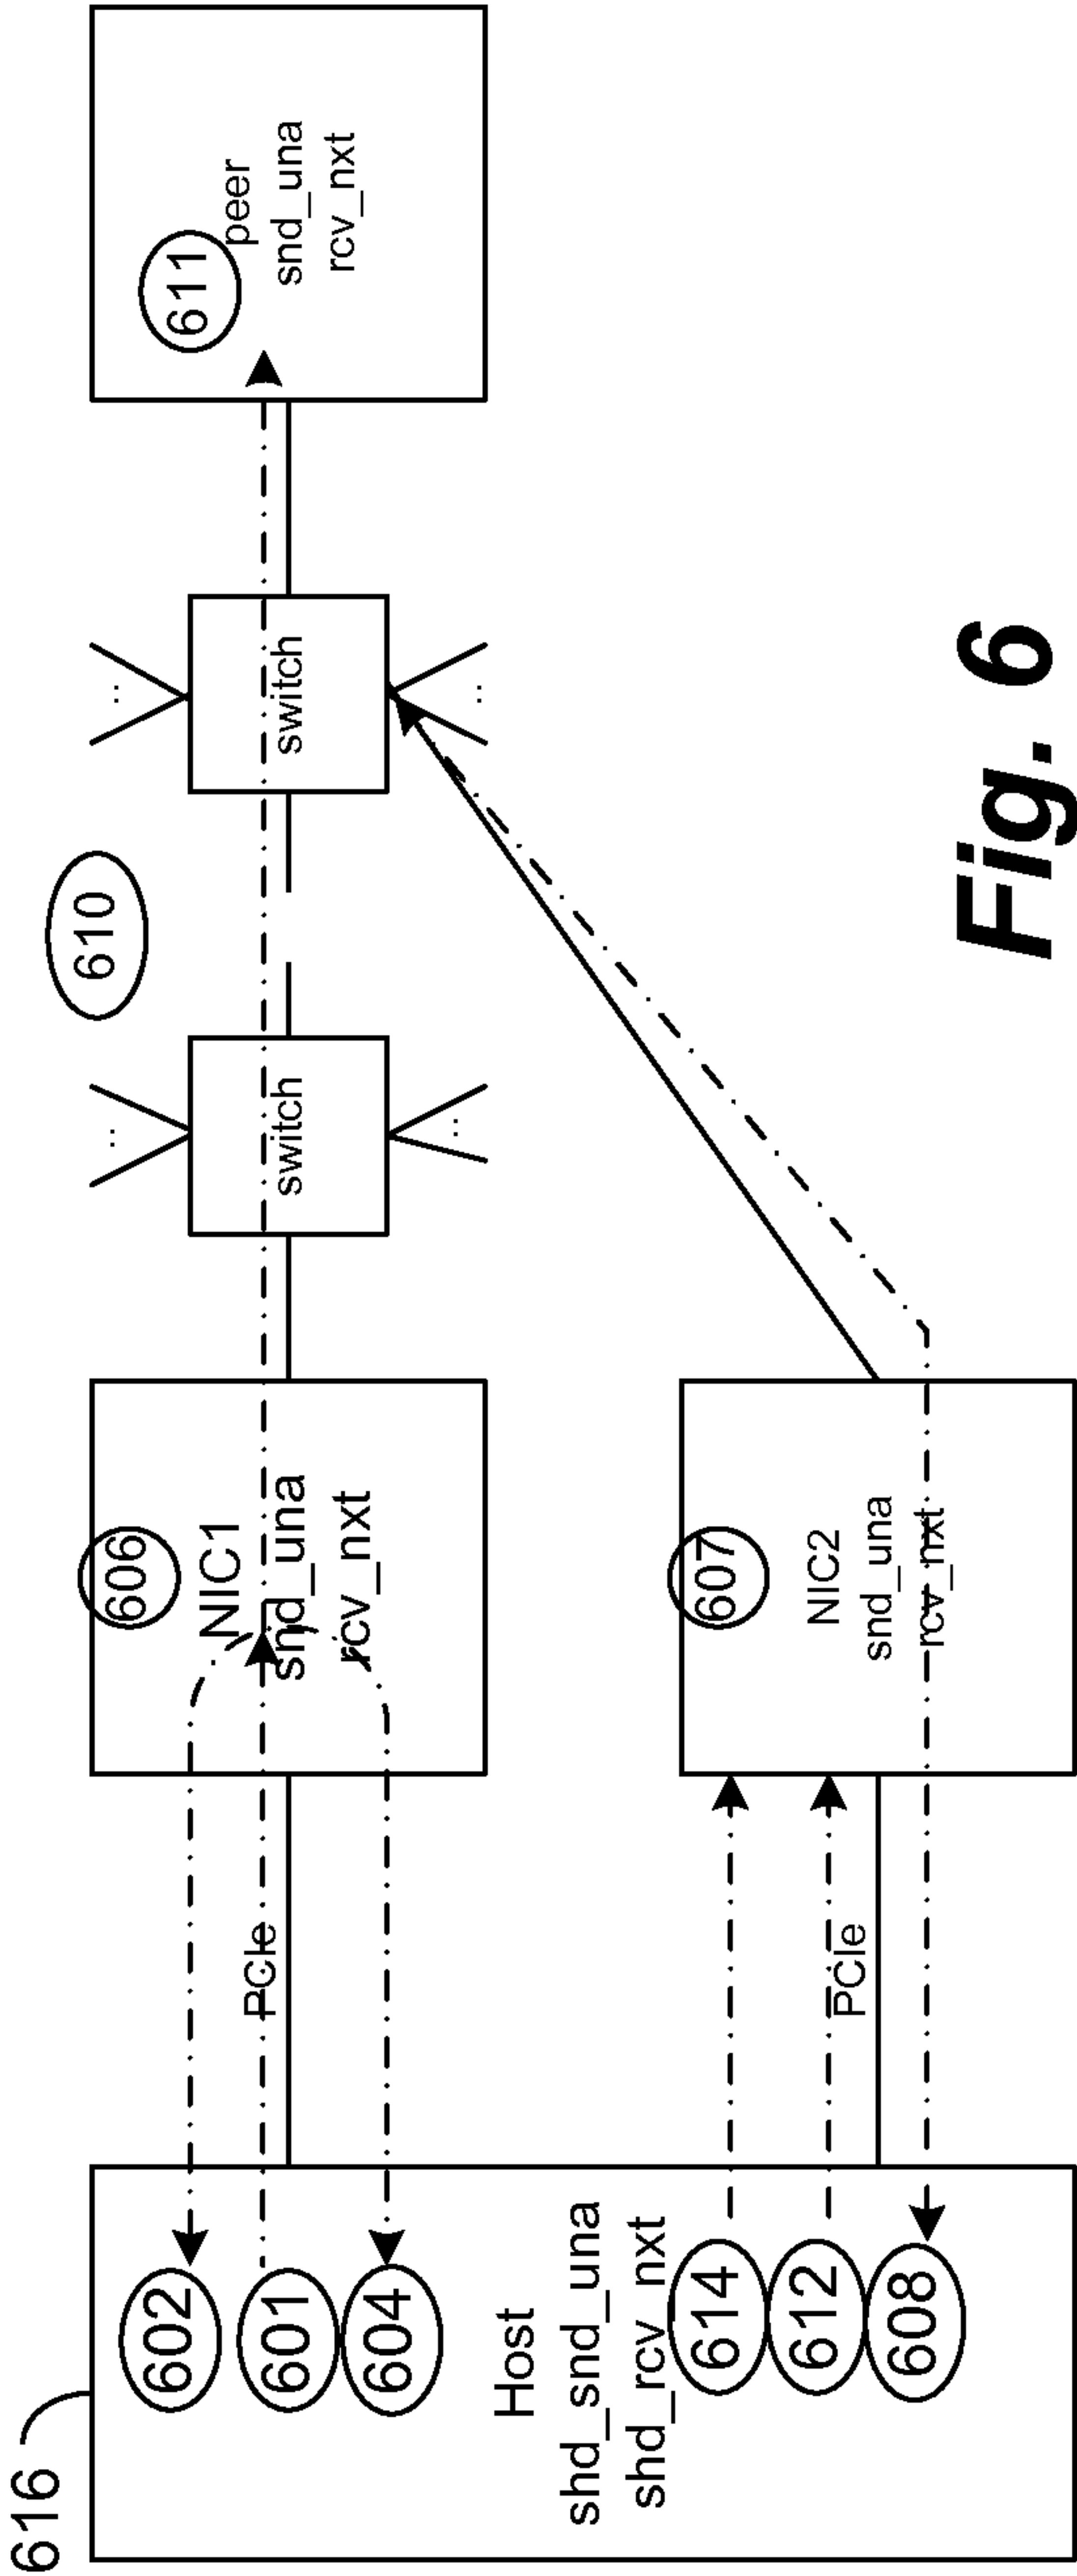 616
602
601
604
Host
shd_snd_una
shd_rcv_nxt
614
612
608
PCIe
PCIe
606
NIC1
snd_una
rcv_nxt
607
NIC2
snd_una
rcv_nxt
switch
..
..
610
switch
..
..
611
peer
snd_una
rcv_nxt
Fig. 6